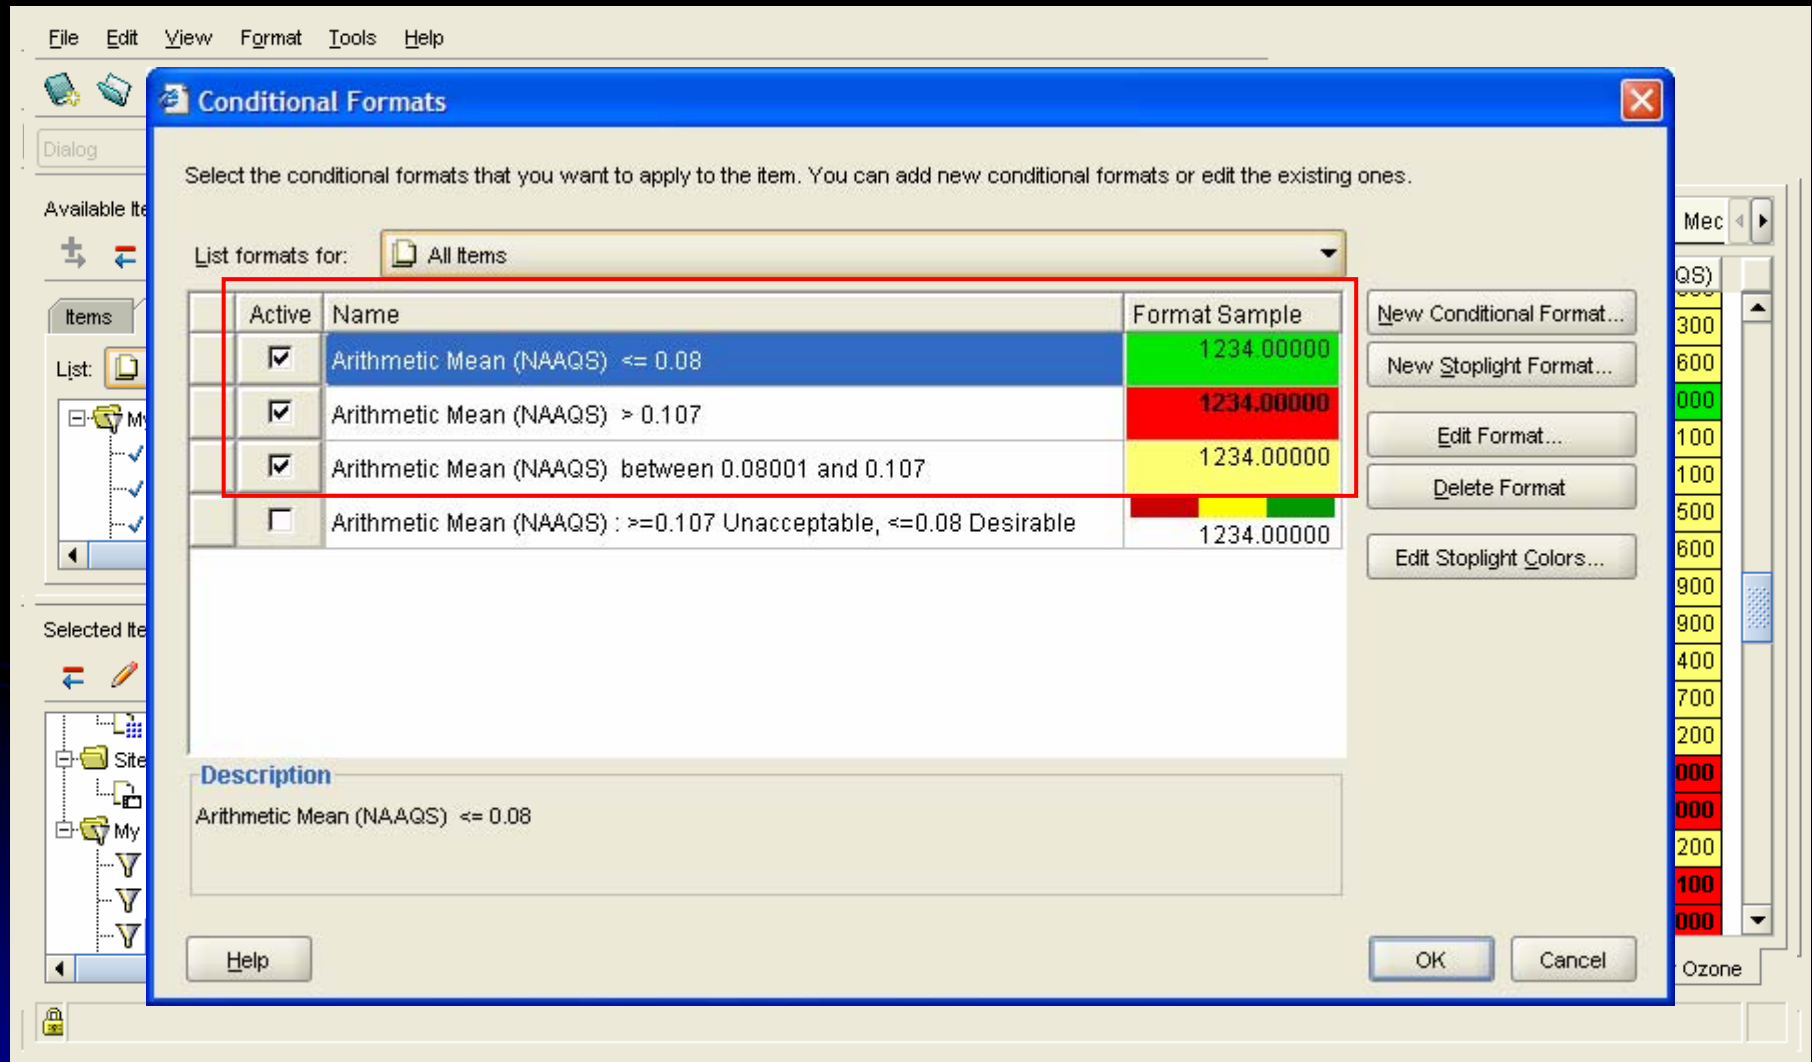 File Edit View Format Tools Help
Conditional Formats
Dialog
Select the conditional formats that you want to apply to the item. You can add new conditional formats or edit the existing ones.
Available Ite
List formats for: All Items
Mec
QS)
Items
List:
My
Active Name Format Sample
Arithmetic Mean (NAAQS) <= 0.08 1234.00000
Arithmetic Mean (NAAQS) > 0.107 1234.00000
Arithmetic Mean (NAAQS) between 0.08001 and 0.107 1234.00000
Arithmetic Mean (NAAQS) : >=0.107 Unacceptable, <=0.08 Desirable 1234.00000
New Conditional Format...
New Stoplight Format...
Edit Format...
Delete Format
Edit Stoplight Colors...
300
600
000
100
100
500
600
900
900
400
700
200
000
000
200
100
000
Selected Ite
Site
My
Description
Arithmetic Mean (NAAQS) <= 0.08
Help OK Cancel
Ozone